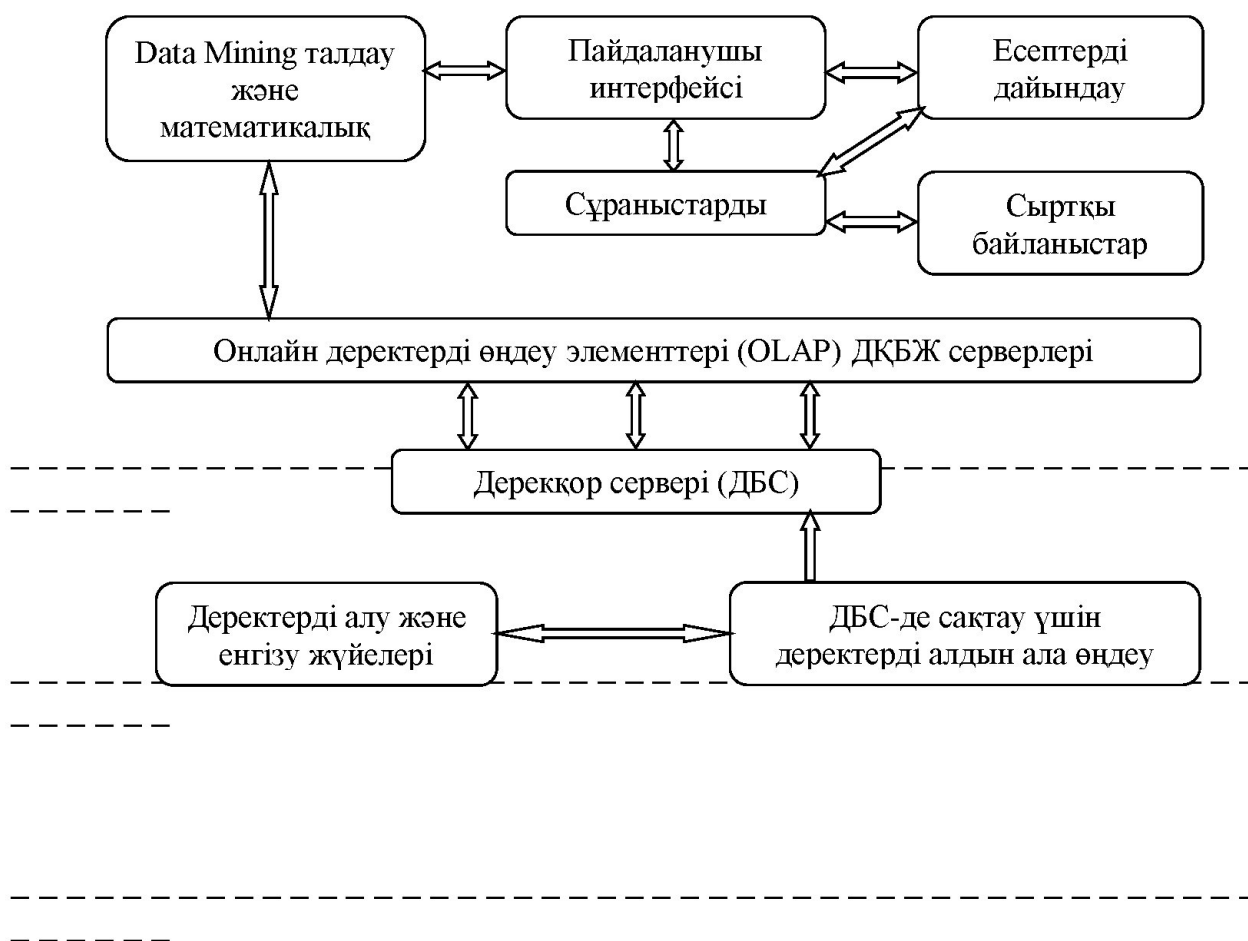 Data Mining талдау
және
математикалық
Пайдаланушы
интерфейсі
Есептерді
дайындау
Сұраныстарды
Сыртқы
байланыстар
Онлайн деректерді өңдеу элементтері (OLAP) ДҚБЖ серверлері
Дерекқор сервері (ДБС)
Деректерді алу және
енгізу жүйелері
ДБС-де сақтау үшін
деректерді алдын ала өңдеу